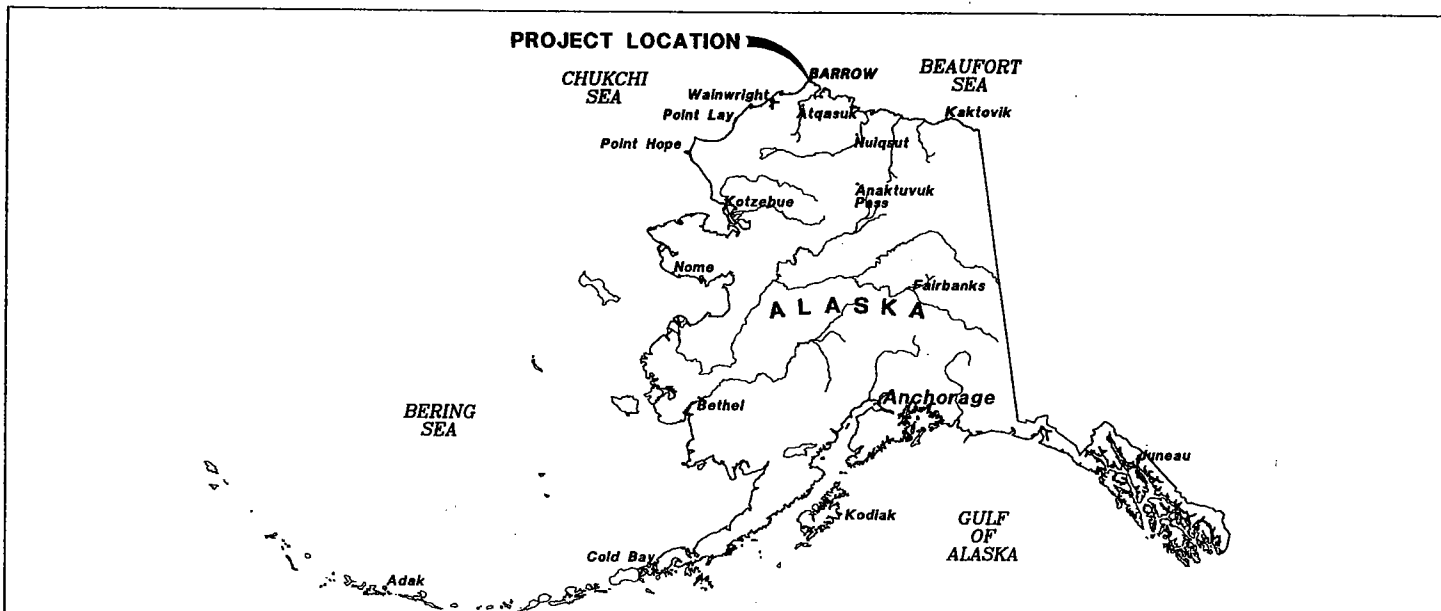 PROJECT LOCATION
BARROW
BEAUFORT
SEA
CHUKCHI
SEA
Wainwright
Atqasuk
Kaktovik
Point Lay
Point Hope
Nuiqsut
Anaktuvuk
Pass
Kotzebue
Nome
Fairbanks
ALASKA
Anchorage
Bethel
BERING
SEA
Juneau
Kodiak
GULF
OF
ALASKA
Cold Bay
Adak